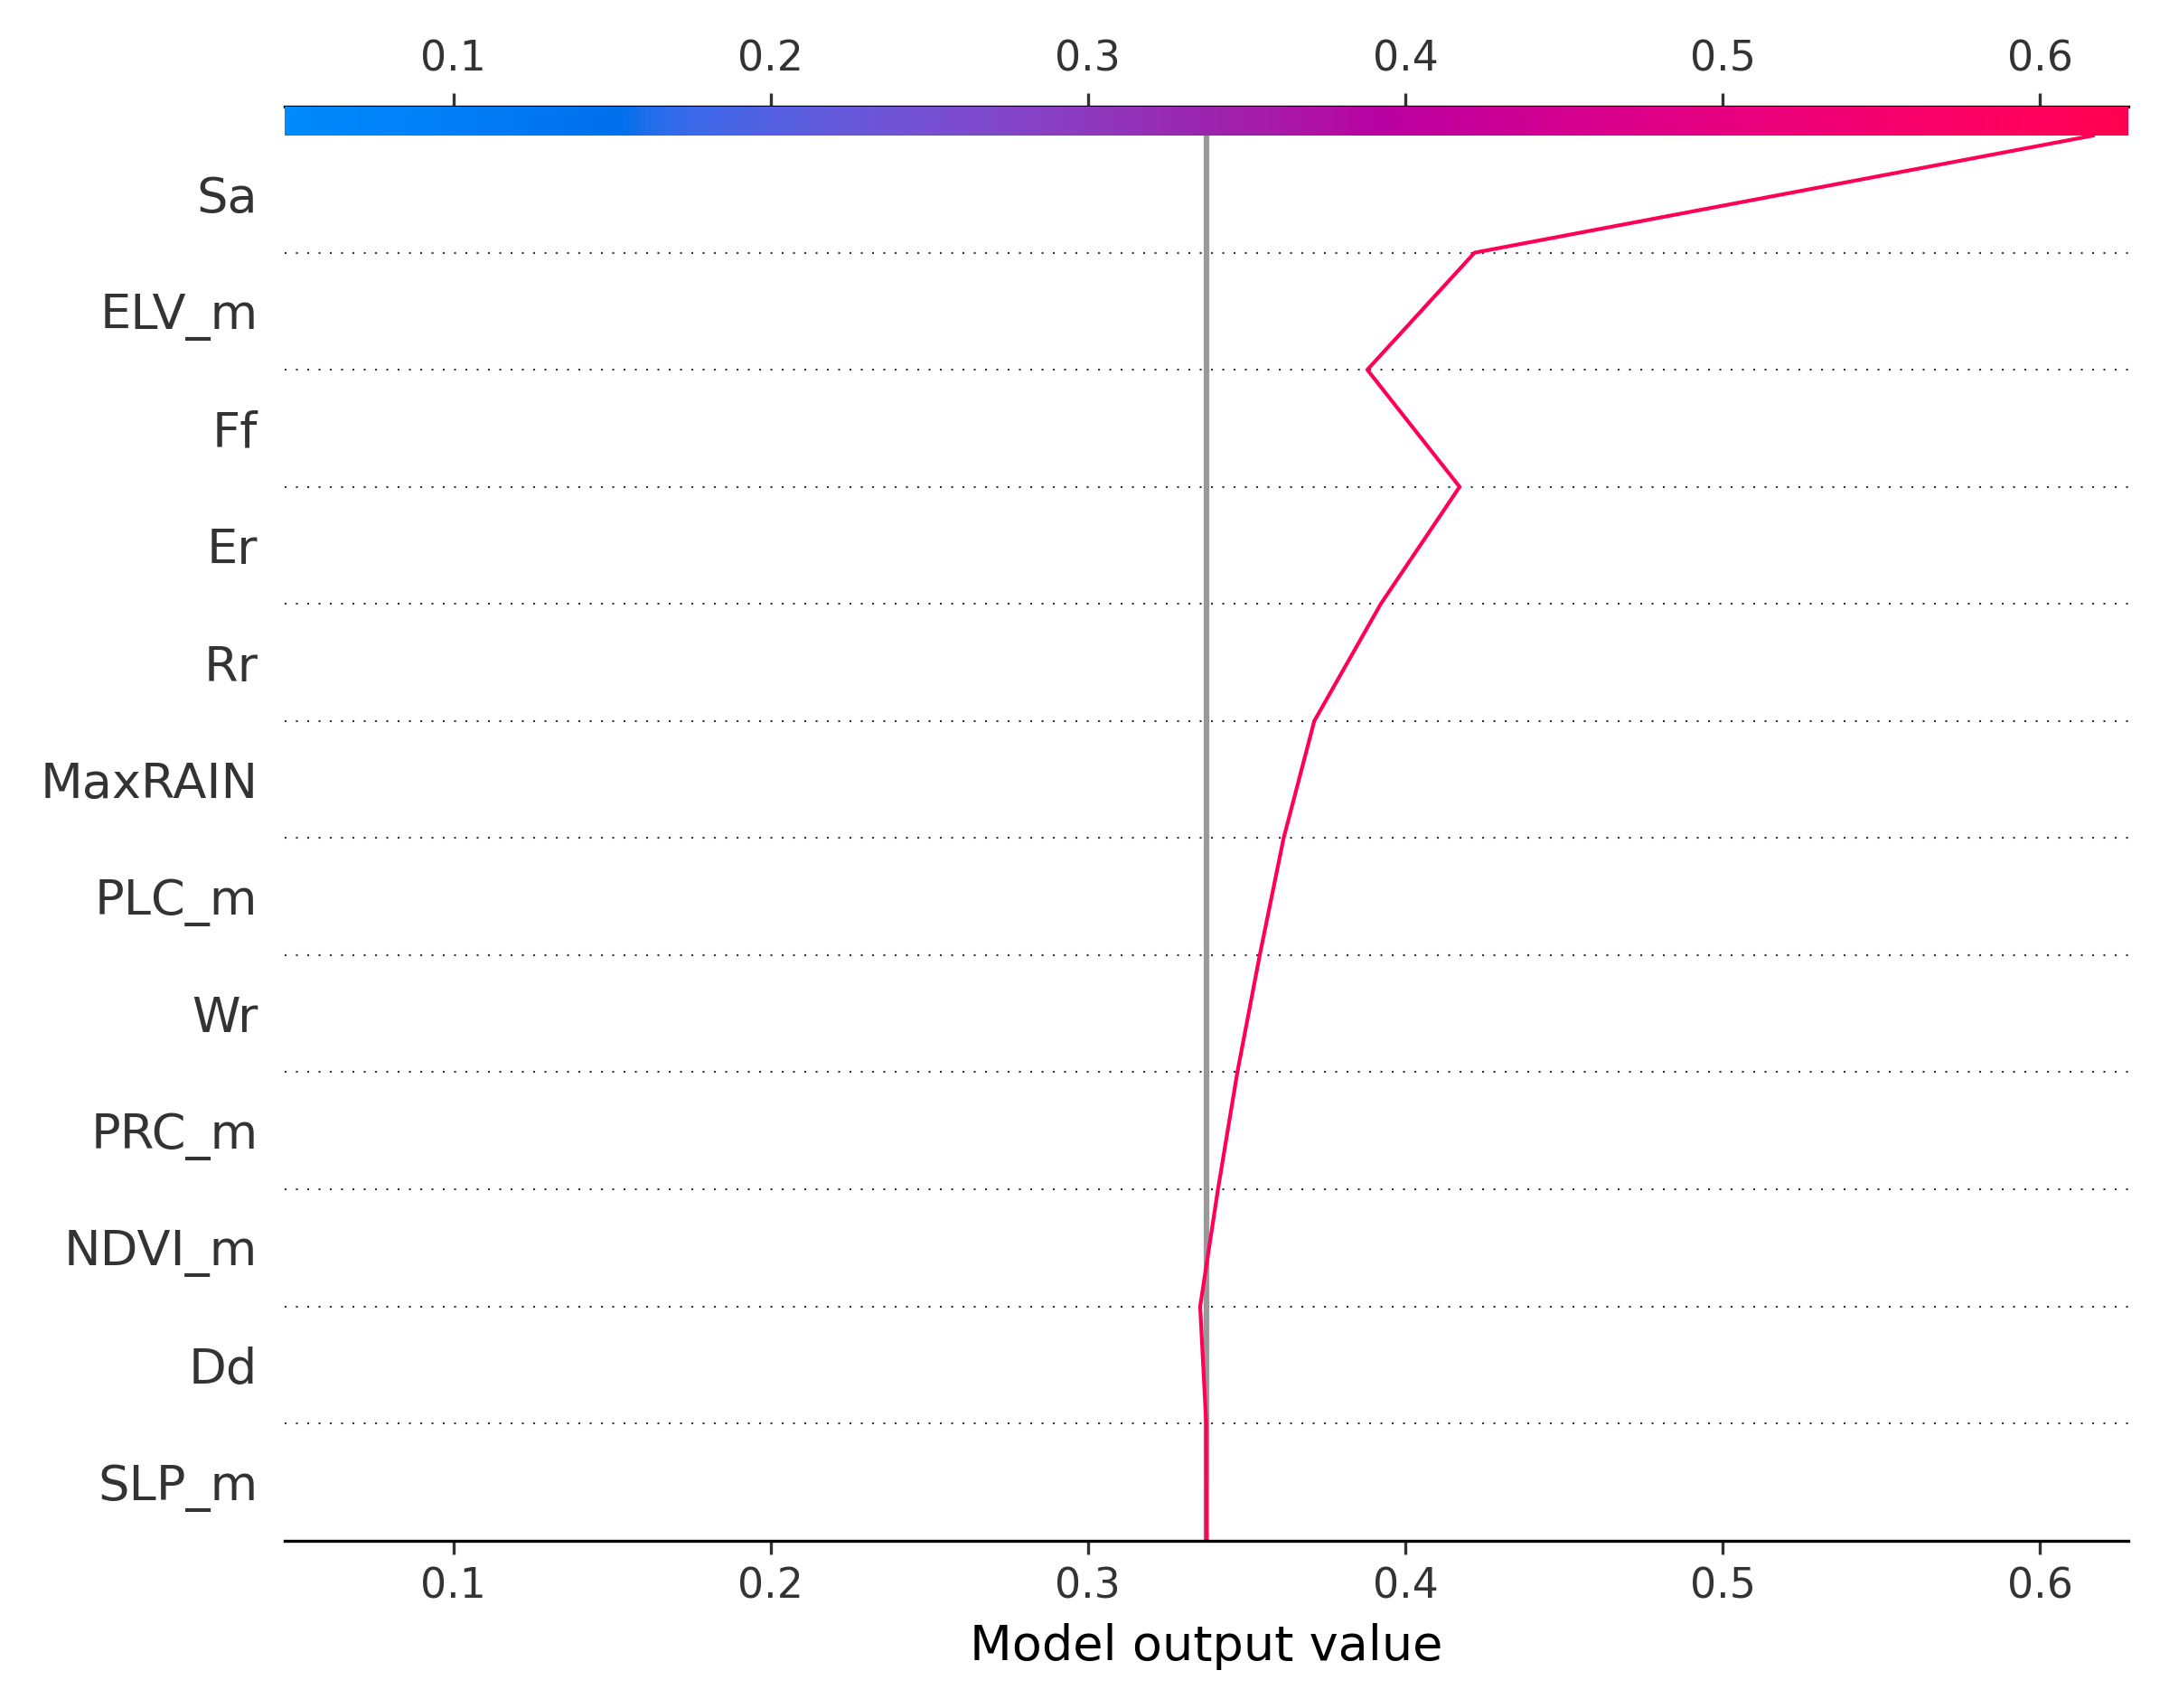 0.1 0.2 0.3 0.4 0.5 0.6
Sa
ELV_m
Ff
Er
Rr
MaxRAIN
PLC_m
Wr
PRC_m
NDVI_m
Dd
SLP_m
0.1 0.2 0.3 0.4 0.5 0.6
Model output value